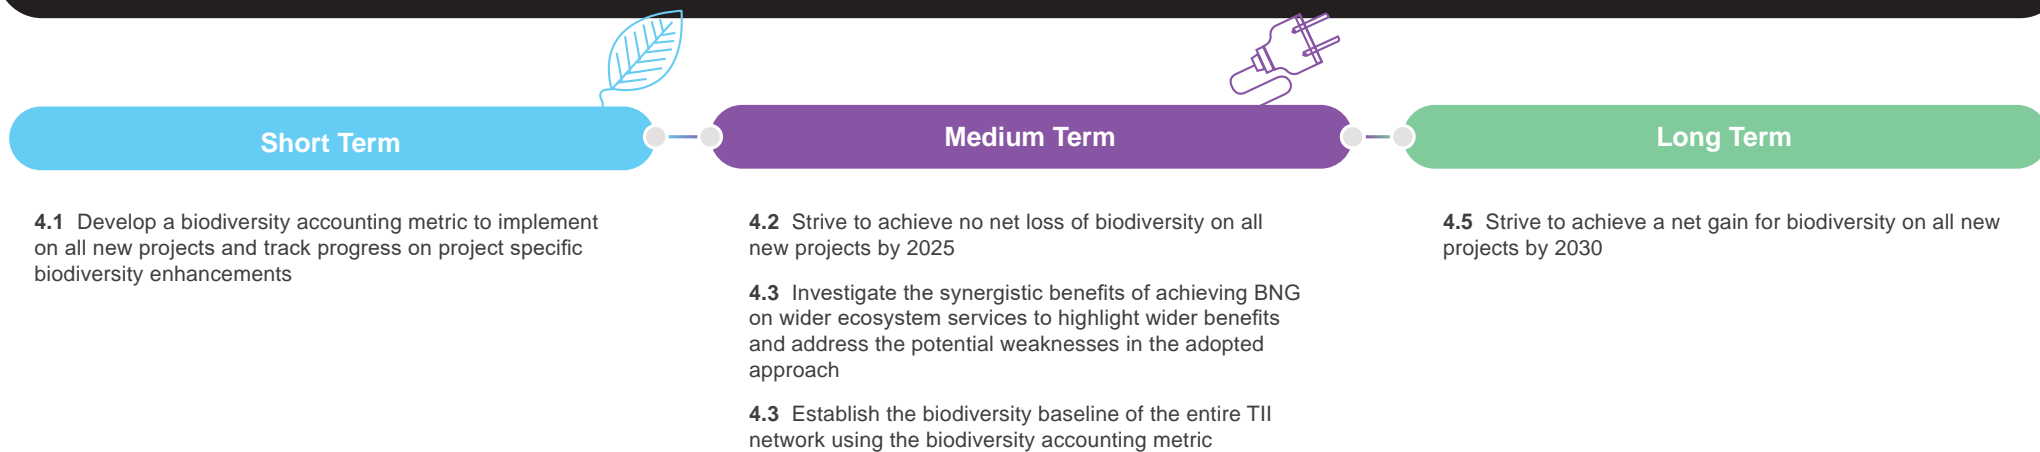 Short Term
4.1 Develop a biodiversity accounting metric to implement
on all new projects and track progress on project specific
biodiversity enhancements
Medium Term
4.2 Strive to achieve no net loss of biodiversity on all
new projects by 2025
4.3 Investigate the synergistic benefits of achieving BNG
on wider ecosystem services to highlight wider benefits
and address the potential weaknesses in the adopted
approach
4.3 Establish the biodiversity baseline of the entire TII
network using the biodiversity accounting metric
Long Term
4.5 Strive to achieve a net gain for biodiversity on all new
projects by 2030